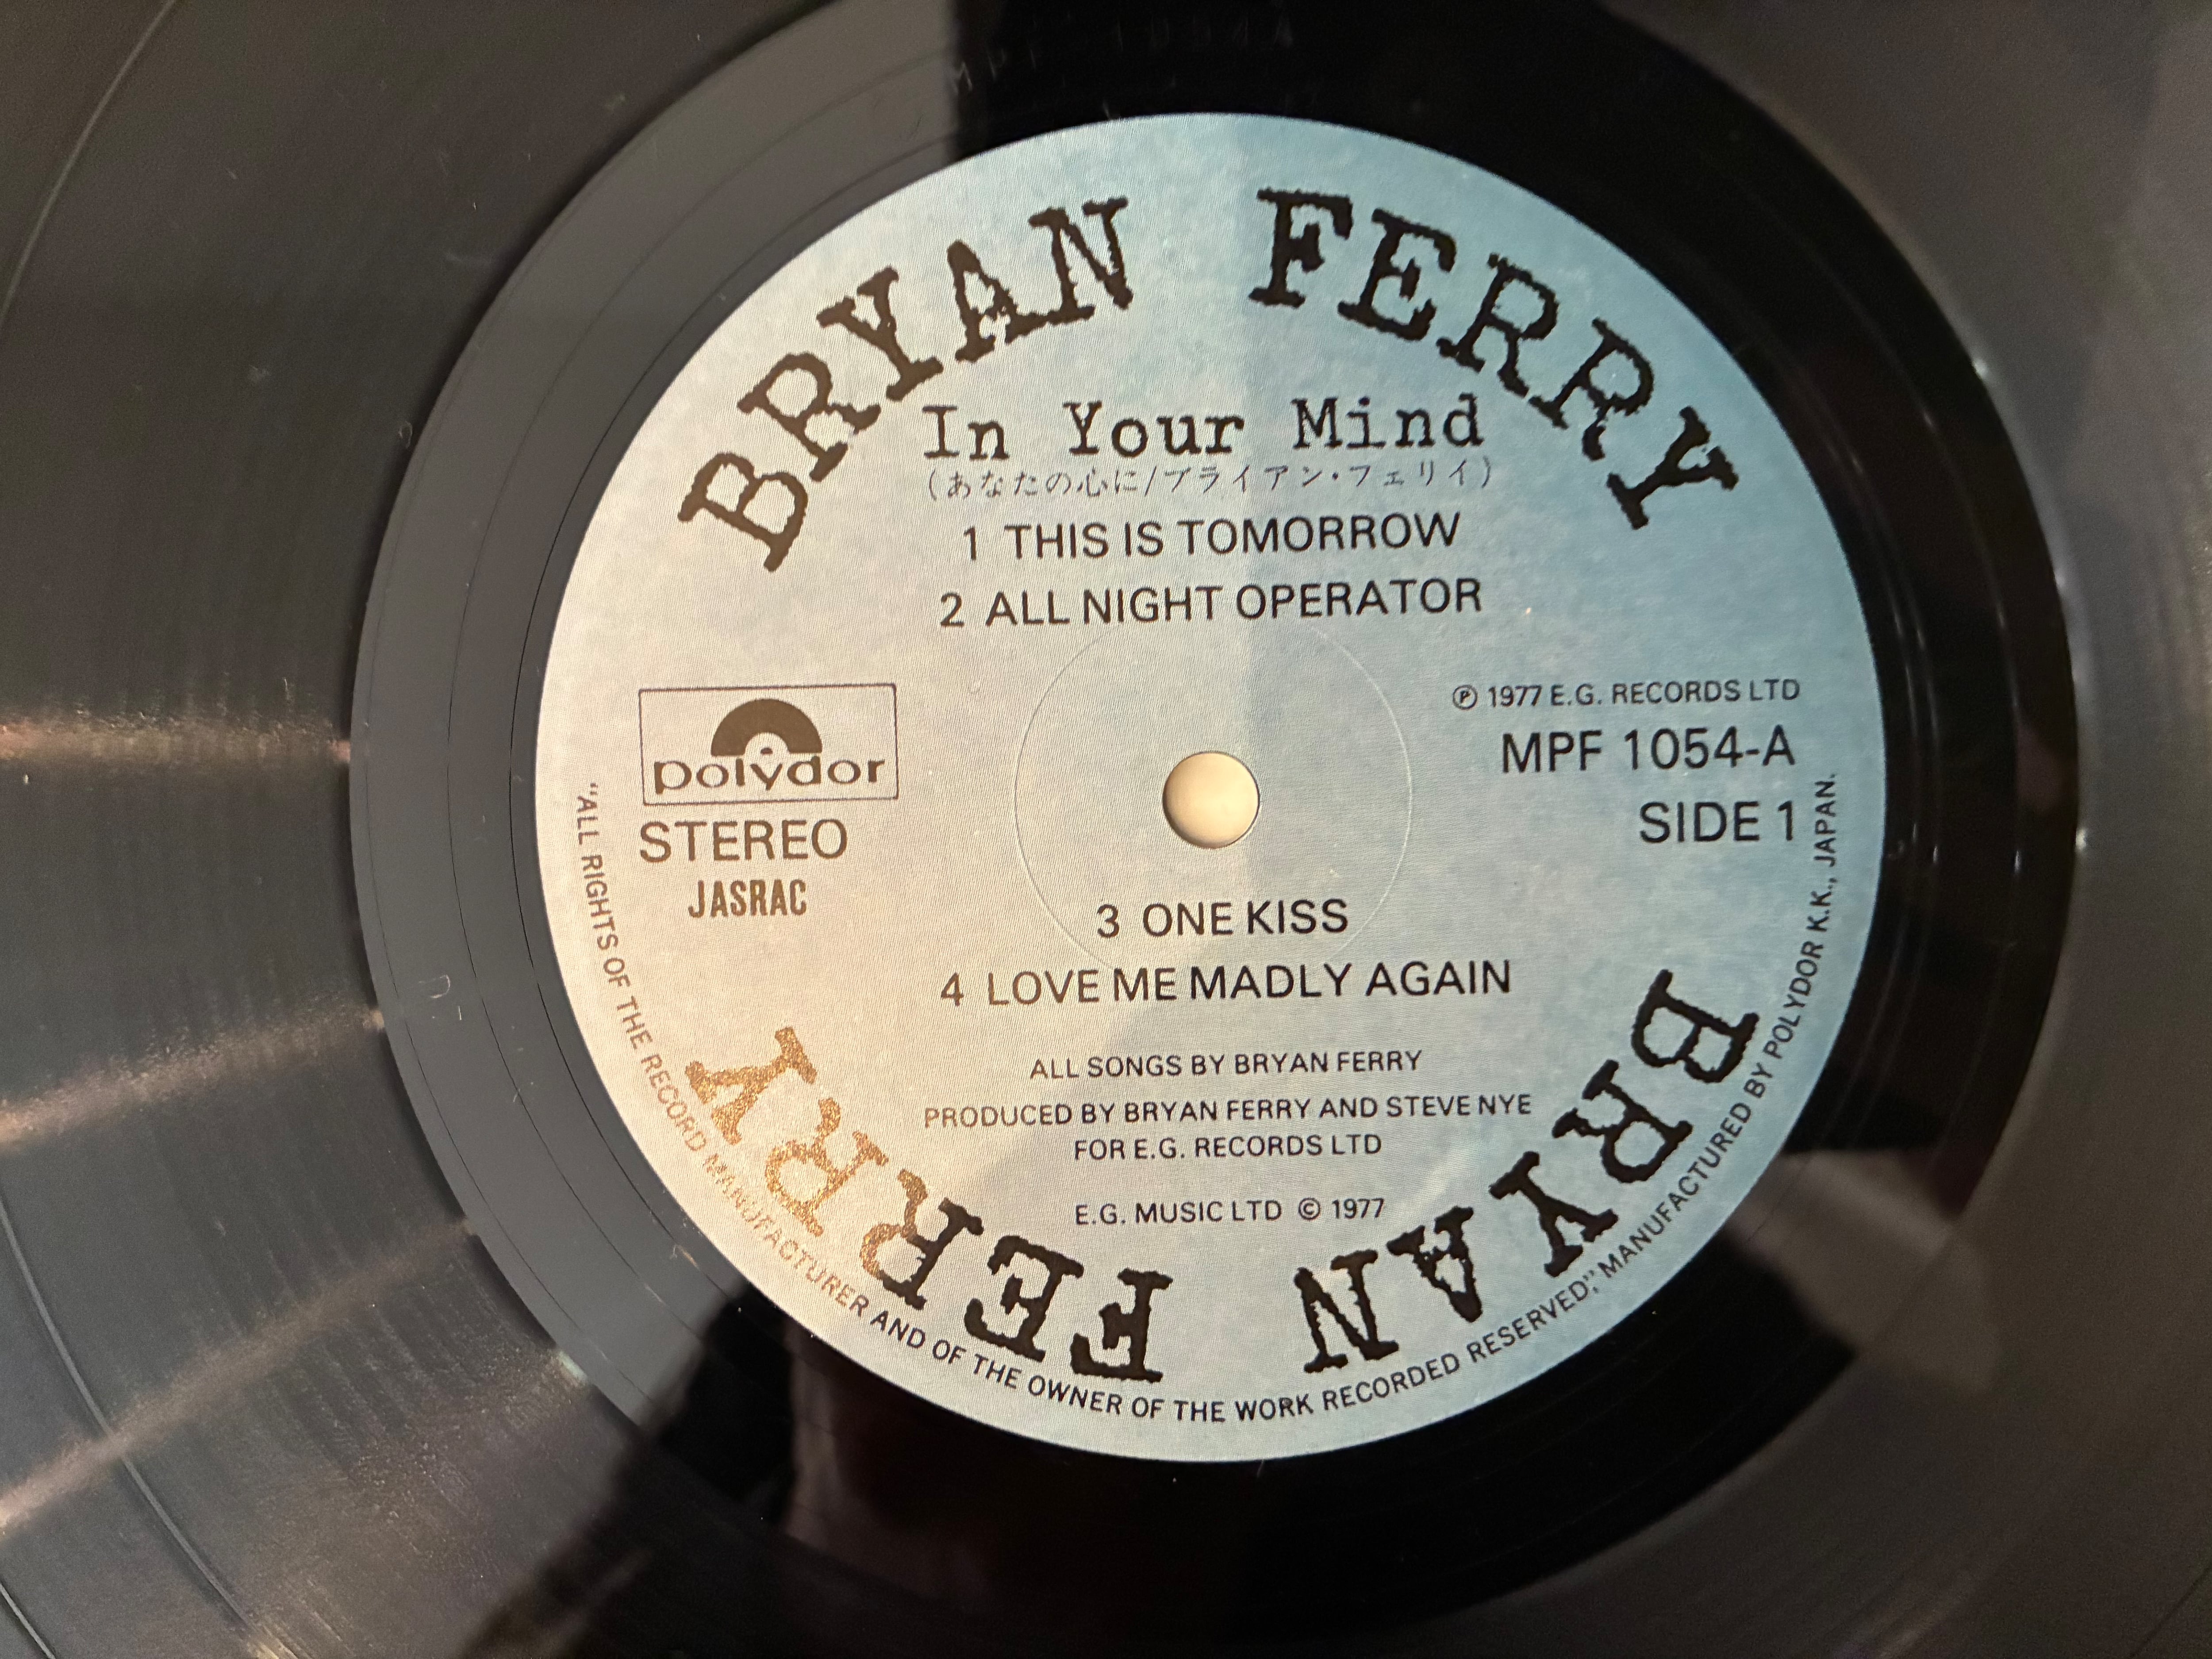 BRYAN FERRY
In Your Mind
(あなたの心に/ブライアン・フェリイ)
1 THIS IS TOMORROW
2 ALL NIGHT OPERATOR
polydor
STEREO
JASRAC
℗ 1977 E.G. RECORDS LTD
MPF 1054-A
SIDE 1
3 ONE KISS
4 LOVE ME MADLY AGAIN
ALL SONGS BY BRYAN FERRY
PRODUCED BY BRYAN FERRY AND STEVE NYE
FOR E.G. RECORDS LTD
E.G. MUSIC LTD © 1977
BRYAN FERRY
"ALL RIGHTS OF THE RECORD MANUFACTURER AND OF THE OWNER OF THE WORK RECORDED RESERVED," MANUFACTURED BY POLYDOR K.K., JAPAN.